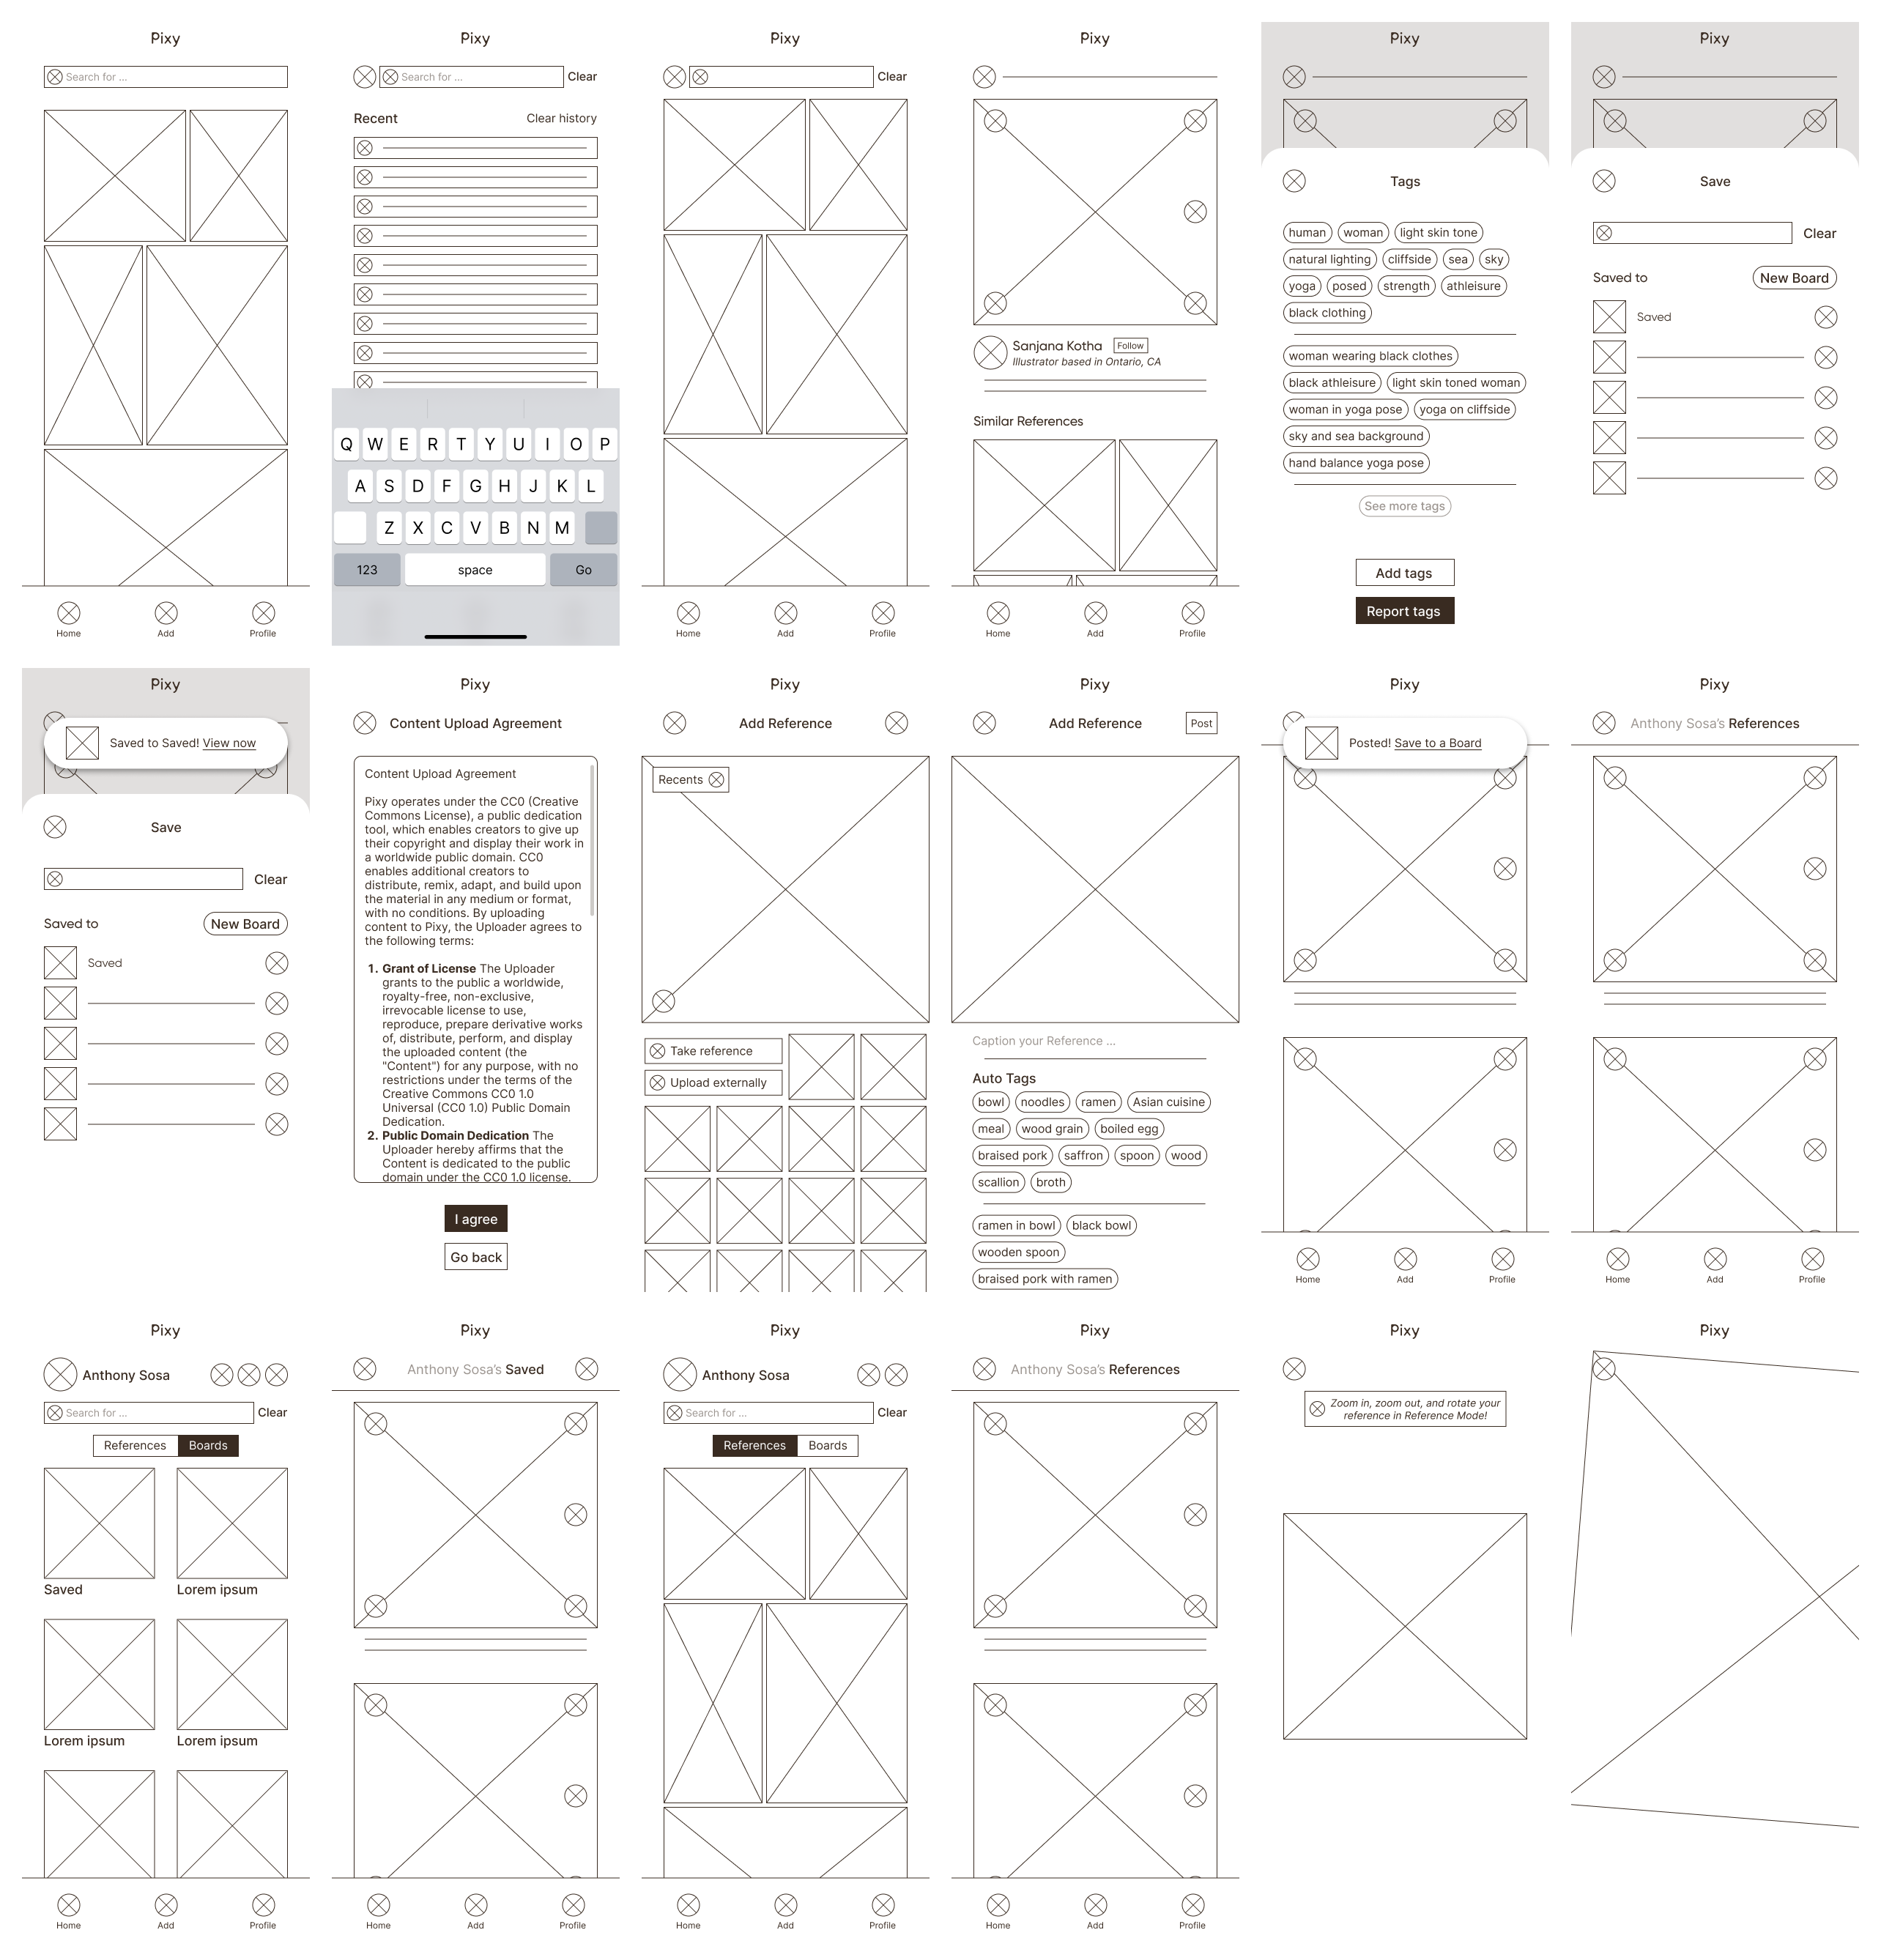 Pixy
Search for ...
Home
Add
Profile
Pixy
Search for ...
Clear
Recent
Clear history
Q W E R T Y U I O P
A S D F G H J K L
Z X C V B N M
123
space
Go
Pixy
Clear
Home
Add
Profile
Pixy
Sanjana Kotha
Follow
Illustrator based in Ontario, CA
Similar References
Home
Add
Profile
Pixy
Tags
human woman light skin tone
natural lighting cliffside sea sky
yoga posed strength athleisure
black clothing
woman wearing black clothes
black athleisure light skin toned woman
woman in yoga pose yoga on cliffside
sky and sea background
hand balance yoga pose
See more tags
Add tags
Report tags
Pixy
Save
Clear
Saved to
New Board
Saved
Pixy
Saved to Saved! View now
Save
Clear
Saved to
New Board
Saved
Pixy
Content Upload Agreement
Content Upload Agreement
Pixy operates under the CC0 (Creative
Commons License), a public dedication
tool, which enables creators to give up
their copyright and display their work in
a worldwide public domain. CC0
enables additional creators to
distribute, remix, adapt, and build upon
the material in any medium or format,
with no conditions. By uploading
content to Pixy, the Uploader agrees to
the following terms:
1. Grant of License The Uploader
grants to the public a worldwide,
royalty-free, non-exclusive,
irrevocable license to use,
reproduce, prepare derivative works
of, distribute, perform, and display
the uploaded content (the
"Content") for any purpose, with no
restrictions under the terms of the
Creative Commons CC0 1.0
Universal (CC0 1.0) Public Domain
Dedication.
2. Public Domain Dedication The
Uploader hereby affirms that the
Content is dedicated to the public
domain under the CC0 1.0 license.
I agree
Go back
Pixy
Add Reference
Recents
Take reference
Upload externally
Pixy
Add Reference
Post
Caption your Reference ...
Auto Tags
bowl noodles ramen Asian cuisine
meal wood grain boiled egg
braised pork saffron spoon wood
scallion broth
ramen in bowl black bowl
wooden spoon
braised pork with ramen
Pixy
Posted! Save to a Board
Home
Add
Profile
Pixy
Anthony Sosa's References
Home
Add
Profile
Pixy
Anthony Sosa
Search for ...
Clear
References
Boards
Saved
Lorem ipsum
Lorem ipsum
Lorem ipsum
Home
Add
Profile
Pixy
Anthony Sosa's Saved
Home
Add
Profile
Pixy
Anthony Sosa
Search for ...
Clear
References
Boards
Home
Add
Profile
Pixy
Anthony Sosa's References
Home
Add
Profile
Pixy
Zoom in, zoom out, and rotate your
reference in Reference Mode!
Pixy